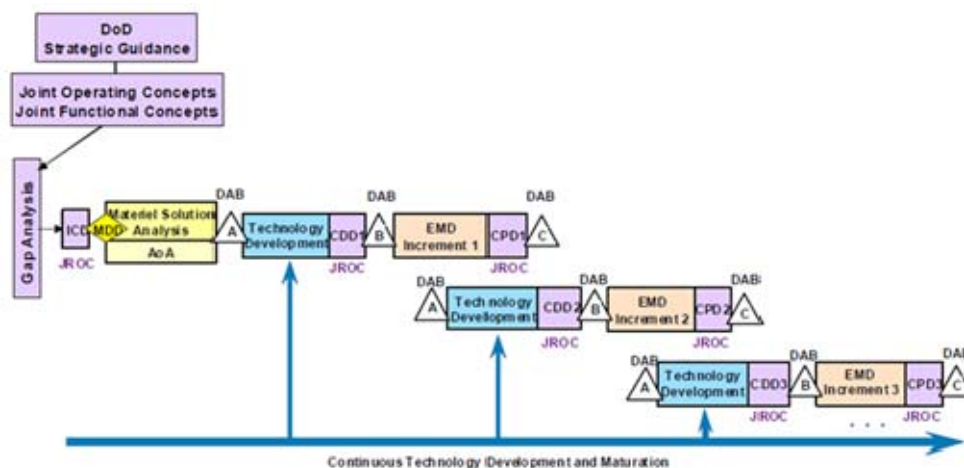 DoD
Strategic Guidance
Joint Operating Concepts
Joint Functional Concepts
Gap Analysis
ICD
JROC
MDD
Materiel Solution
Analysis
AoA
DAB
A
Technology
Development
CDD1
JROC
DAB
B
EMD
Increment 1
CPD1
JROC
DAB
C
DAB
A
Technology
Development
CDD2
JROC
DAB
B
EMD
Increment 2
CPD2
JROC
DAB
C
DAB
A
Technology
Development
CDD3
JROC
DAB
B
EMD
Increment 3
CPD3
JROC
DAB
C
. . .
Continuous Technology Development and Maturation